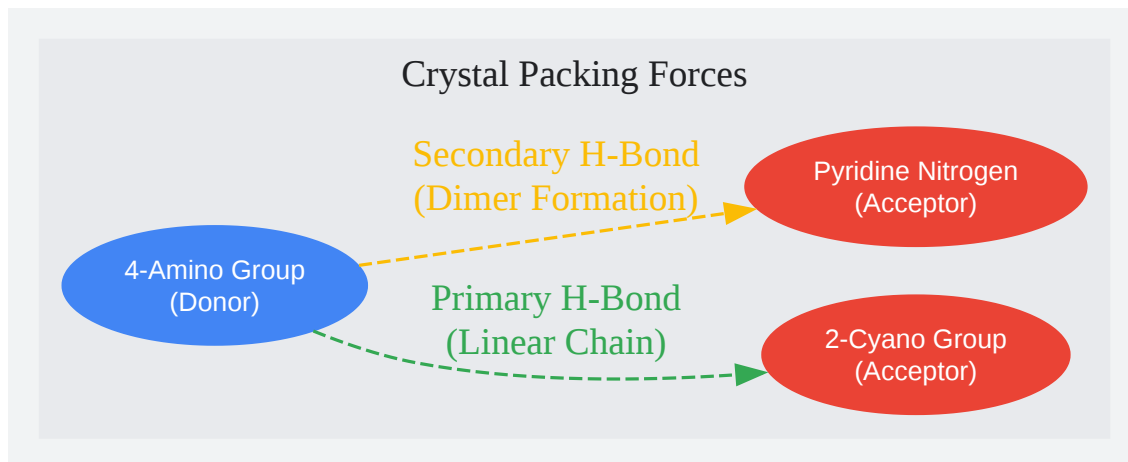 Crystal Packing Forces
Secondary H-Bond
(Dimer Formation)
Pyridine Nitrogen
(Acceptor)
4-Amino Group
(Donor)
Primary H-Bond
(Linear Chain)
2-Cyano Group
(Acceptor)